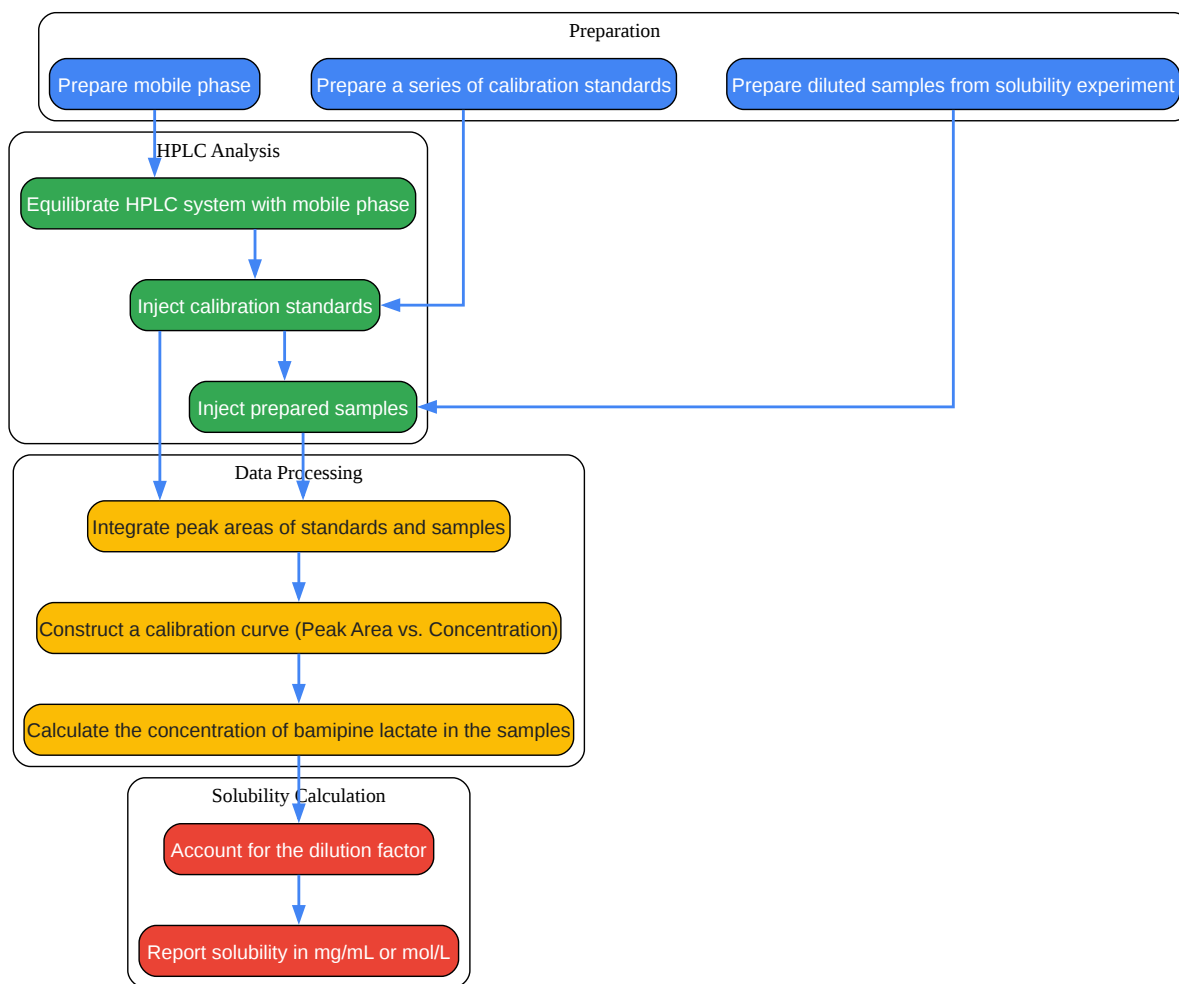 Preparation
Prepare mobile phase
Prepare a series of calibration standards
Prepare diluted samples from solubility experiment
HPLC Analysis
Equilibrate HPLC system with mobile phase
Inject calibration standards
Inject prepared samples
Data Processing
Integrate peak areas of standards and samples
Construct a calibration curve (Peak Area vs. Concentration)
Calculate the concentration of bamipine lactate in the samples
Solubility Calculation
Account for the dilution factor
Report solubility in mg/mL or mol/L